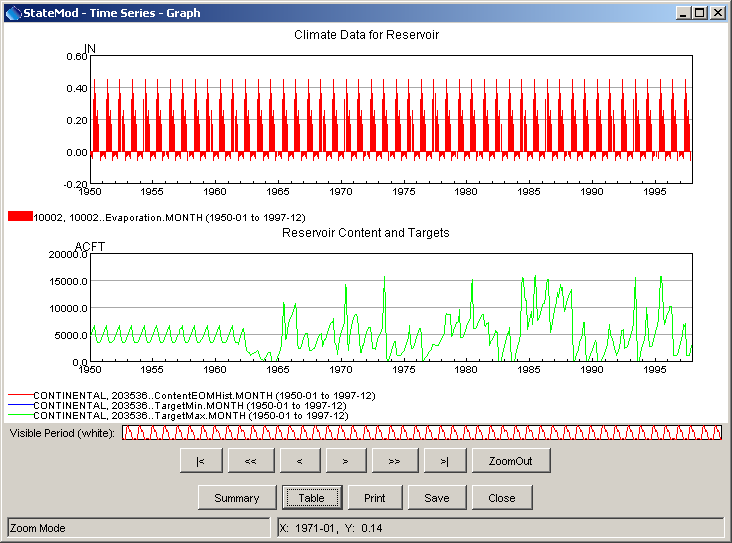 StateMod - Time Series - Graph
Climate Data for Reservoir
IN
0.60
0.40
0.20
0.00
-0.20
1950 1955 1960 1965 1970 1975 1980 1985 1990 1995
10002, 10002..Evaporation.MONTH (1950-01 to 1997-12)
Reservoir Content and Targets
ACFT
20000.0
15000.0
10000.0
5000.0
0.0
1950 1955 1960 1965 1970 1975 1980 1985 1990 1995
CONTINENTAL, 203536..ContentEOMHist.MONTH (1950-01 to 1997-12)
CONTINENTAL, 203536..TargetMin.MONTH (1950-01 to 1997-12)
CONTINENTAL, 203536..TargetMax.MONTH (1950-01 to 1997-12)
Visible Period (white):
|< << < > >> >| ZoomOut
Summary Table Print Save Close
Zoom Mode X: 1971-01, Y: 0.14